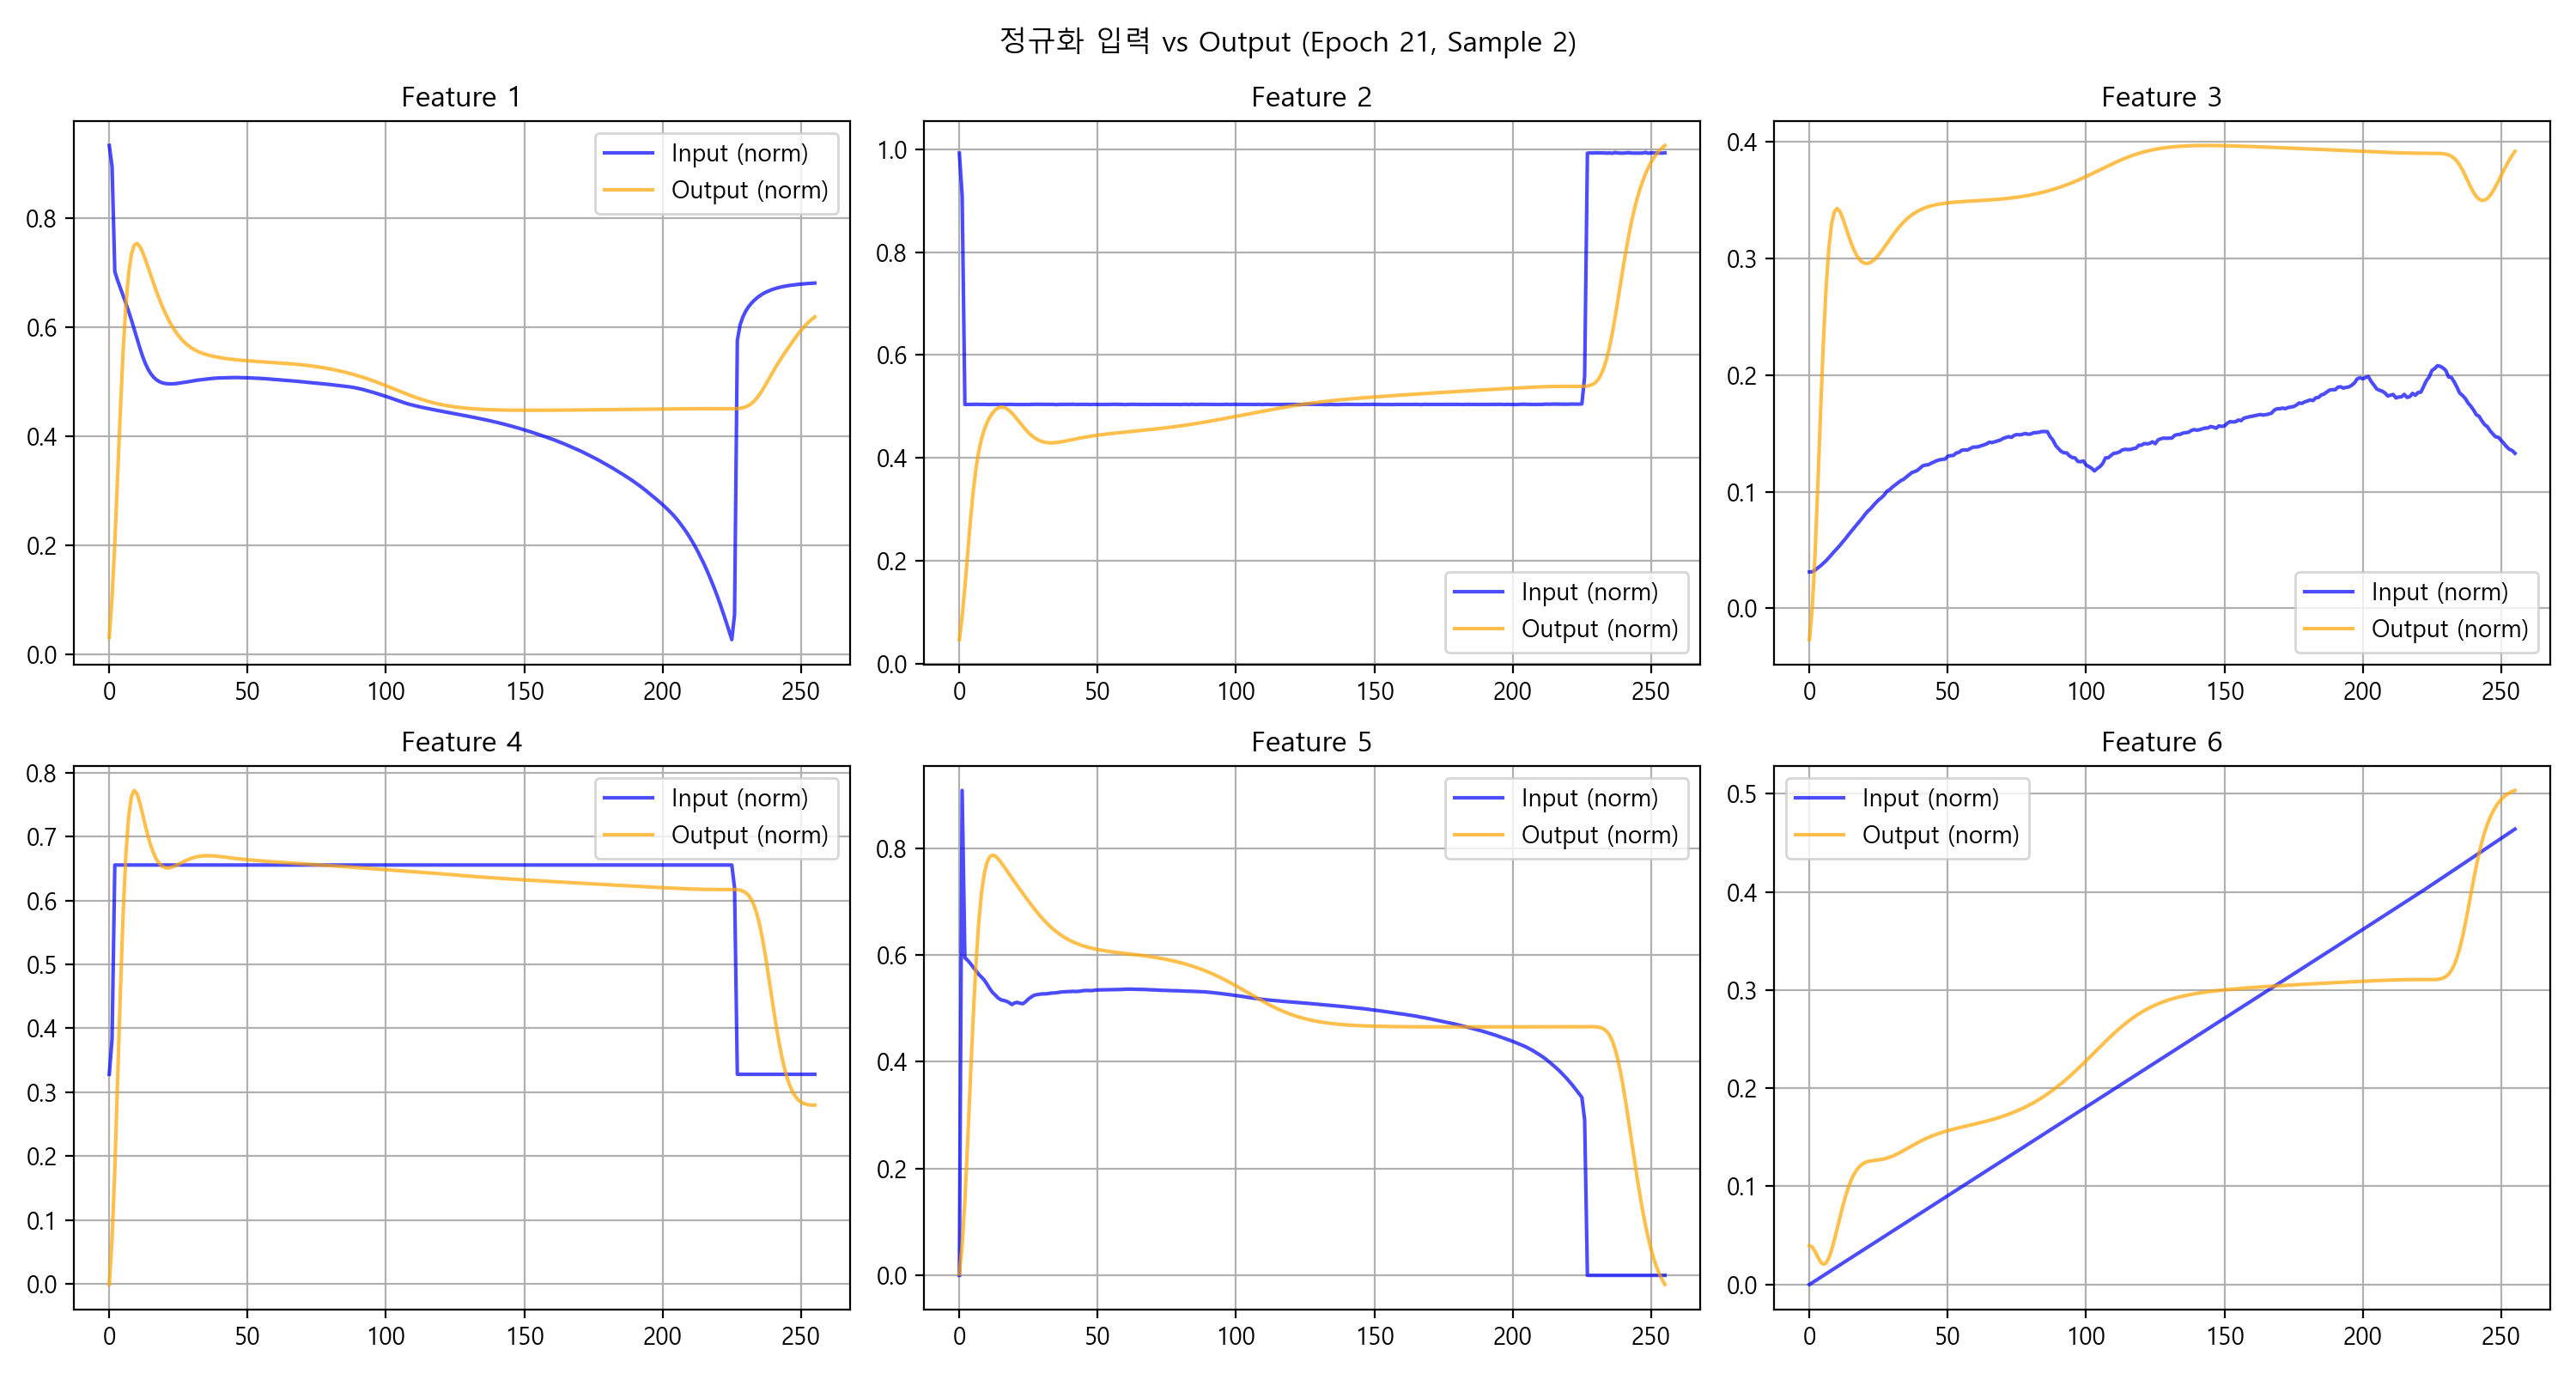 정규화 입력 vs Output (Epoch 21, Sample 2)
Feature 1
Input (norm)
Output (norm)
0.8
0.6
0.4
0.2
0.0
0 50 100 150 200 250
Feature 2
1.0
0.8
0.6
0.4
0.2
0.0
Input (norm)
Output (norm)
0 50 100 150 200 250
Feature 3
0.4
0.3
0.2
0.1
0.0
Input (norm)
Output (norm)
0 50 100 150 200 250
Feature 4
Input (norm)
Output (norm)
0.8
0.7
0.6
0.5
0.4
0.3
0.2
0.1
0.0
0 50 100 150 200 250
Feature 5
Input (norm)
Output (norm)
0.8
0.6
0.4
0.2
0.0
0 50 100 150 200 250
Feature 6
Input (norm)
Output (norm)
0.5
0.4
0.3
0.2
0.1
0.0
0 50 100 150 200 250